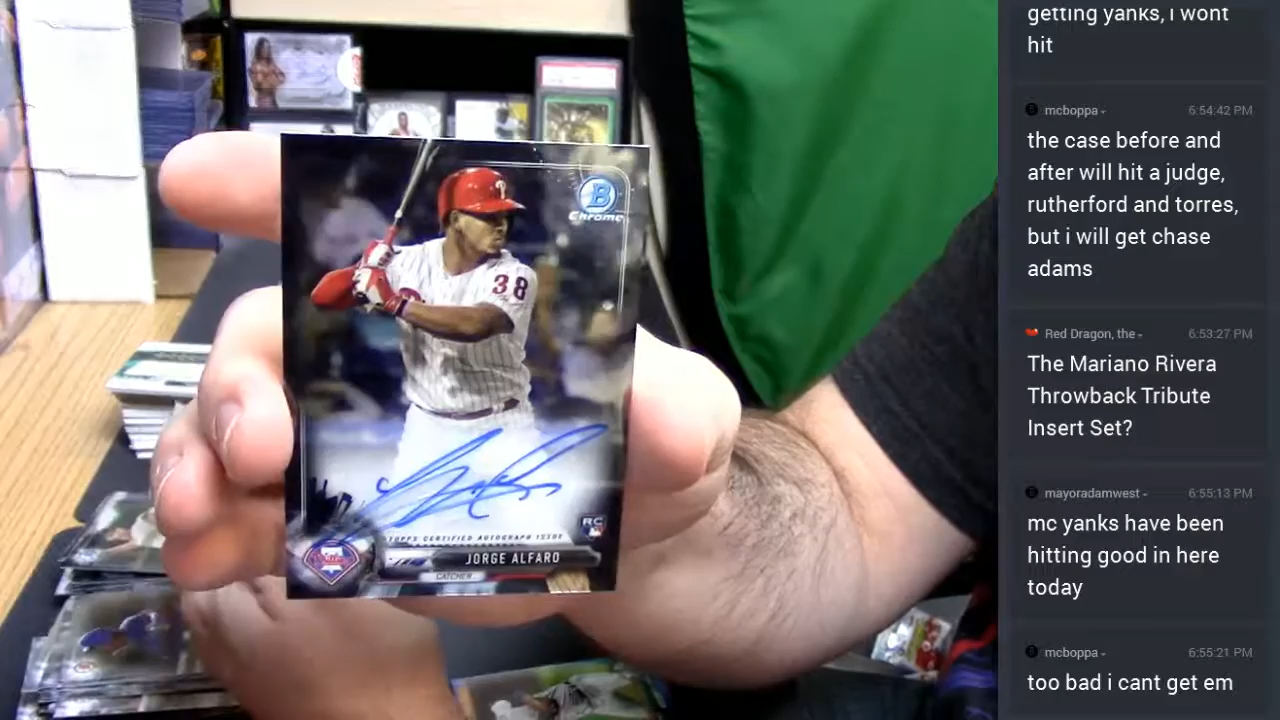 B
Chrome
P
38
TOPPS CERTIFIED AUTOGRAPH ISSUE
RC
Phillies
JORGE ALFARO
CATCHER
getting yanks, i wont
hit
mcboppa
6:54:42 PM
the case before and
after will hit a judge,
rutherford and torres,
but i will get chase
adams
Red Dragon, the
6:53:27 PM
The Mariano Rivera
Throwback Tribute
Insert Set?
mayoradamwest
6:55:13 PM
mc yanks have been
hitting good in here
today
mcboppa
6:55:21 PM
too bad i cant get em